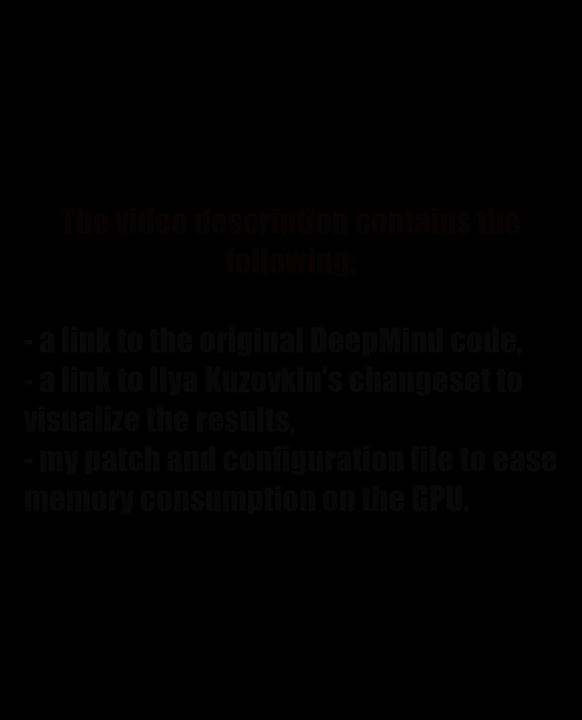 The video description contains the
following:
- a link to the original DeepMind code,
- a link to Ilya Kuzovkin's changeset to
visualize the results,
- my patch and configuration file to ease
memory consumption on the GPU.